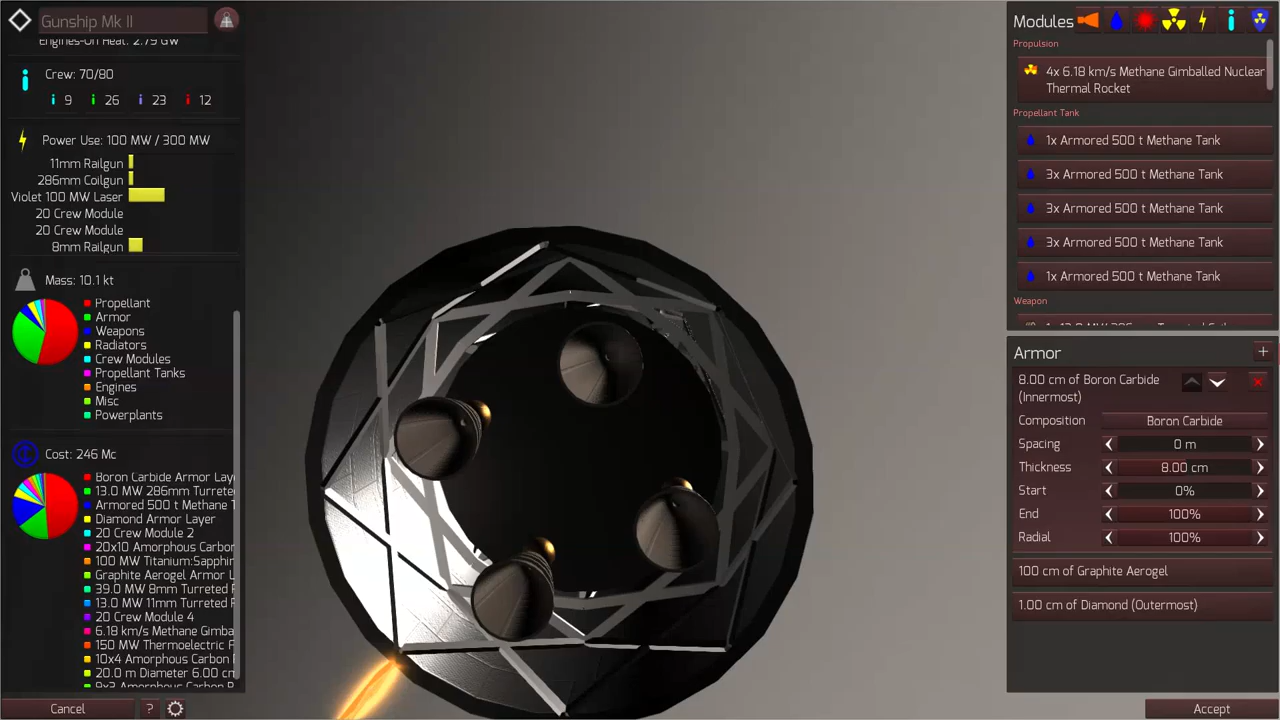 Gunship Mk II
Engines-On Heat: 2.79 GW
Crew: 70/80
9 26 23 12
Power Use: 100 MW / 300 MW
11mm Railgun
286mm Coilgun
Violet 100 MW Laser
20 Crew Module
20 Crew Module
8mm Railgun
Mass: 10.1 kt
Propellant
Armor
Weapons
Radiators
Crew Modules
Propellant Tanks
Engines
Misc
Powerplants
Cost: 246 Mc
Boron Carbide Armor Laye
13.0 MW 286mm Turrete
Armored 500 t Methane T
Diamond Armor Layer
20 Crew Module 2
20x10 Amorphous Carbon
100 MW Titanium:Sapphir
Graphite Aerogel Armor L
39.0 MW 8mm Turreted R
13.0 MW 11mm Turreted R
20 Crew Module 4
6.18 km/s Methane Gimba
150 MW Thermoelectric F
10x4 Amorphous Carbon R
20.0 m Diameter 6.00 cm
9x3 Amorphous Carbon R
Cancel
?
Modules
Propulsion
4x 6.18 km/s Methane Gimballed Nuclear
Thermal Rocket
Propellant Tank
1x Armored 500 t Methane Tank
3x Armored 500 t Methane Tank
3x Armored 500 t Methane Tank
3x Armored 500 t Methane Tank
1x Armored 500 t Methane Tank
Weapon
Armor
8.00 cm of Boron Carbide
(Innermost)
Composition Boron Carbide
Spacing 0 m
Thickness 8.00 cm
Start 0%
End 100%
Radial 100%
100 cm of Graphite Aerogel
1.00 cm of Diamond (Outermost)
Accept